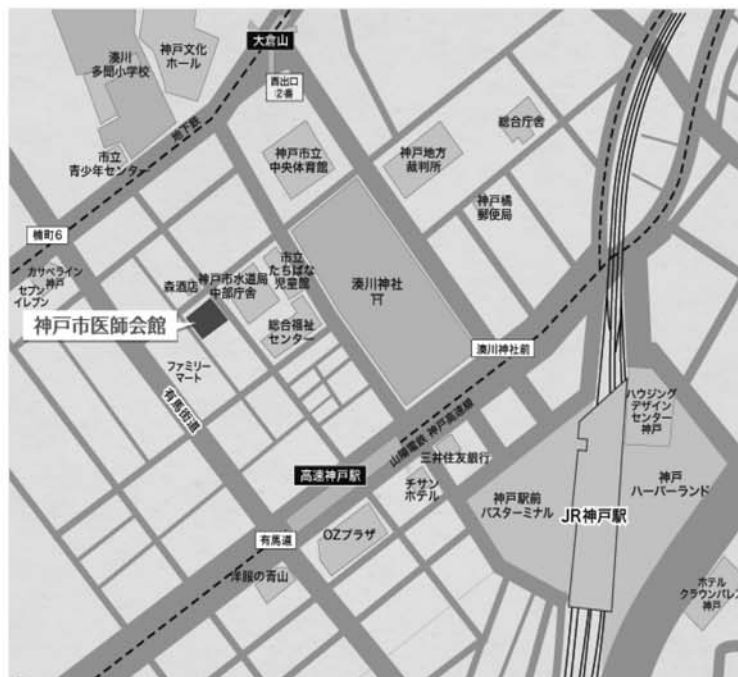 大倉山
西出口
②番
湊川
多聞小学校
神戸文化
ホール
地下鉄
市立
青少年センター
神戸市立
中央体育館
神戸地方
裁判所
総合庁舎
神戸橘
郵便局
楠町6
カサベライン
神戸
セブン
イレブン
森酒店
神戸市水道局
中部庁舎
市立
たちばな
児童館
湊川神社
神戸市医師会館
総合福祉
センター
ファミリー
マート
有馬街道
湊川神社前
山陽電鉄 神戸高速線
三井住友銀行
高速神戸駅
チサン
ホテル
ハウジング
デザイン
センター
神戸
神戸
ハーバーランド
神戸駅前
バスターミナル
JR神戸駅
有馬道
OZプラザ
洋服の青山
ホテル
クラウンパレス
神戸